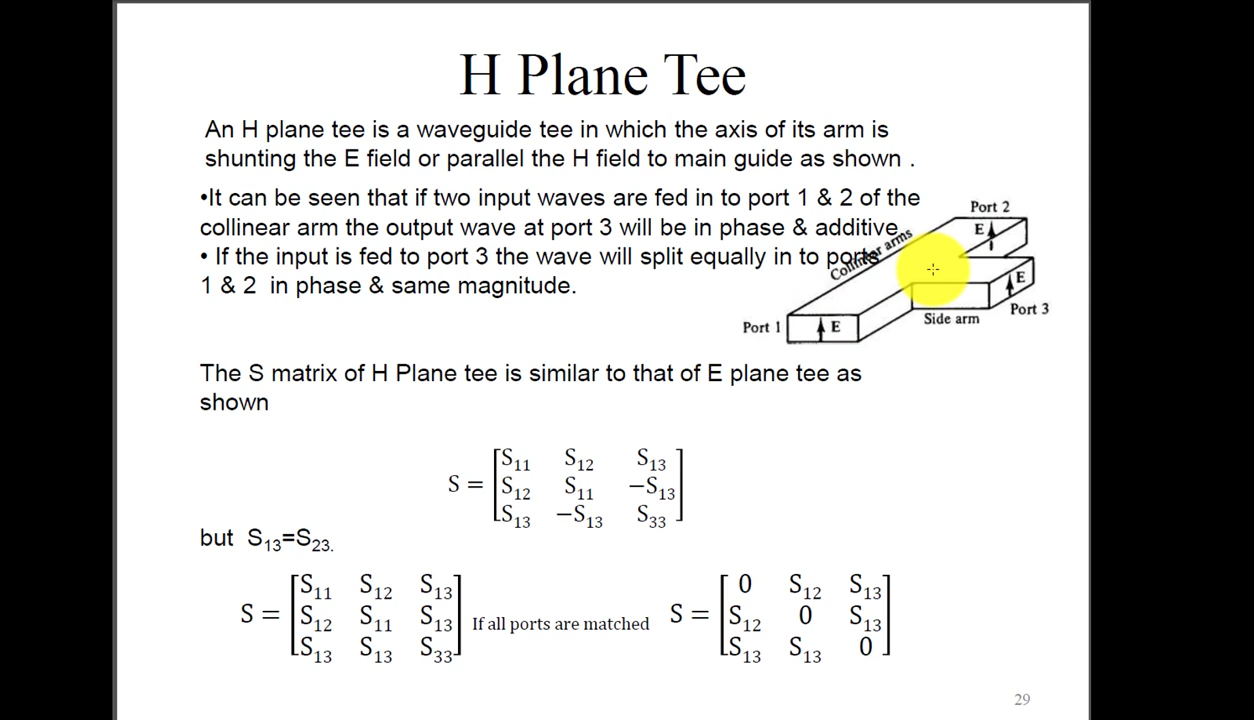 H Plane Tee
An H plane tee is a waveguide tee in which the axis of its arm is
shunting the E field or parallel the H field to main guide as shown .
•It can be seen that if two input waves are fed in to port 1 & 2 of the
collinear arm the output wave at port 3 will be in phase & additive.
• If the input is fed to port 3 the wave will split equally in to ports
1 & 2 in phase & same magnitude.
Port 2
E
Collinear arms
E
Port 3
Side arm
Port 1
E
The S matrix of H Plane tee is similar to that of E plane tee as
shown
S = [S₁₁ S₁₂ S₁₃
S₁₂ S₁₁ −S₁₃
S₁₃ −S₁₃ S₃₃]
but S₁₃=S₂₃.
S = [S₁₁ S₁₂ S₁₃
S₁₂ S₁₁ S₁₃
S₁₃ S₁₃ S₃₃]
If all ports are matched
S = [0 S₁₂ S₁₃
S₁₂ 0 S₁₃
S₁₃ S₁₃ 0]
29